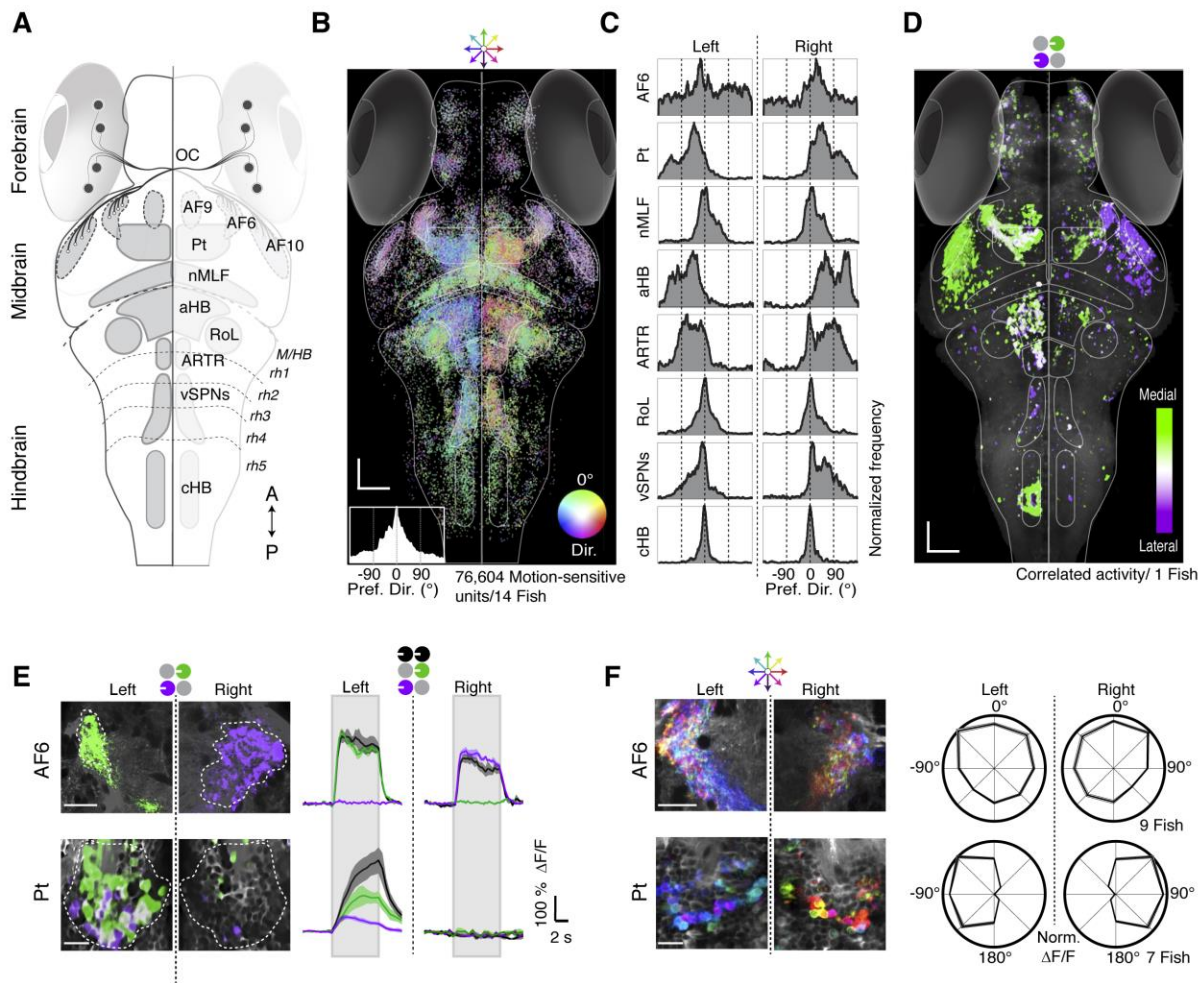 A
Forebrain
Midbrain
Hindbrain
OC
AF9
AF6
AF10
Pt
nMLF
aHB
RoL
ARTR
M/HB
rh1
vSPNs
rh2
rh3
rh4
rh5
cHB
A
P
B
0°
Dir.
-90 0 90
Pref. Dir. (°)
76,604 Motion-sensitive
units/14 Fish
C
Left Right
AF6
Pt
nMLF
aHB
ARTR
RoL
vSPNs
cHB
Normalized frequency
-90 0 90
Pref. Dir. (°)
D
Medial
Lateral
Correlated activity/ 1 Fish
E
Left Right
Left Right
AF6
Pt
100 % ΔF/F
2 s
F
Left Right
AF6
Pt
Left Right
0° 0°
-90° 90°
9 Fish
-90° 90°
180° Norm. 180° 7 Fish
ΔF/F